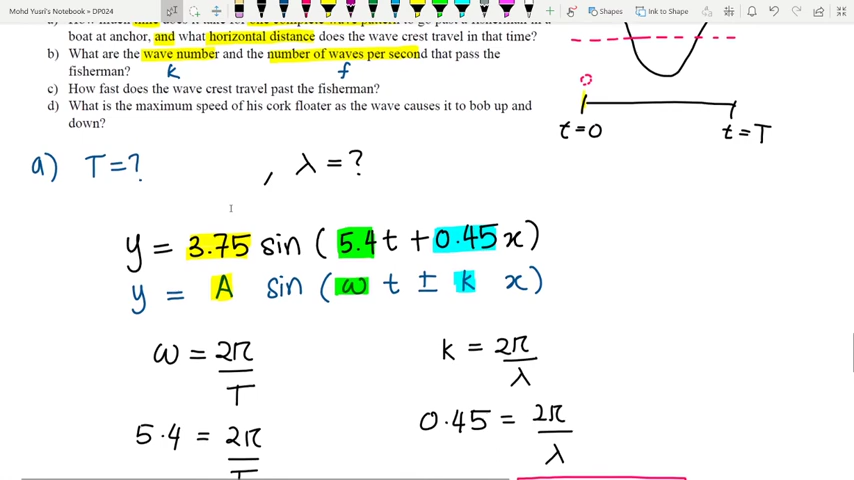 Mohd Yusri's Notebook » DP024
Shapes
Ink to Shape
boat at anchor, and what horizontal distance does the wave crest travel in that time?
b) What are the wave number and the number of waves per second that pass the
fisherman?
k
f
c) How fast does the wave crest travel past the fisherman?
d) What is the maximum speed of his cork floater as the wave causes it to bob up and
down?
t=0
t=T
a) T=? , λ=?
y = 3.75 sin ( 5.4t + 0.45x )
y = A sin ( ω t ± k x )
ω = 2π/T
k = 2π/λ
5.4 = 2π/T
0.45 = 2π/λ